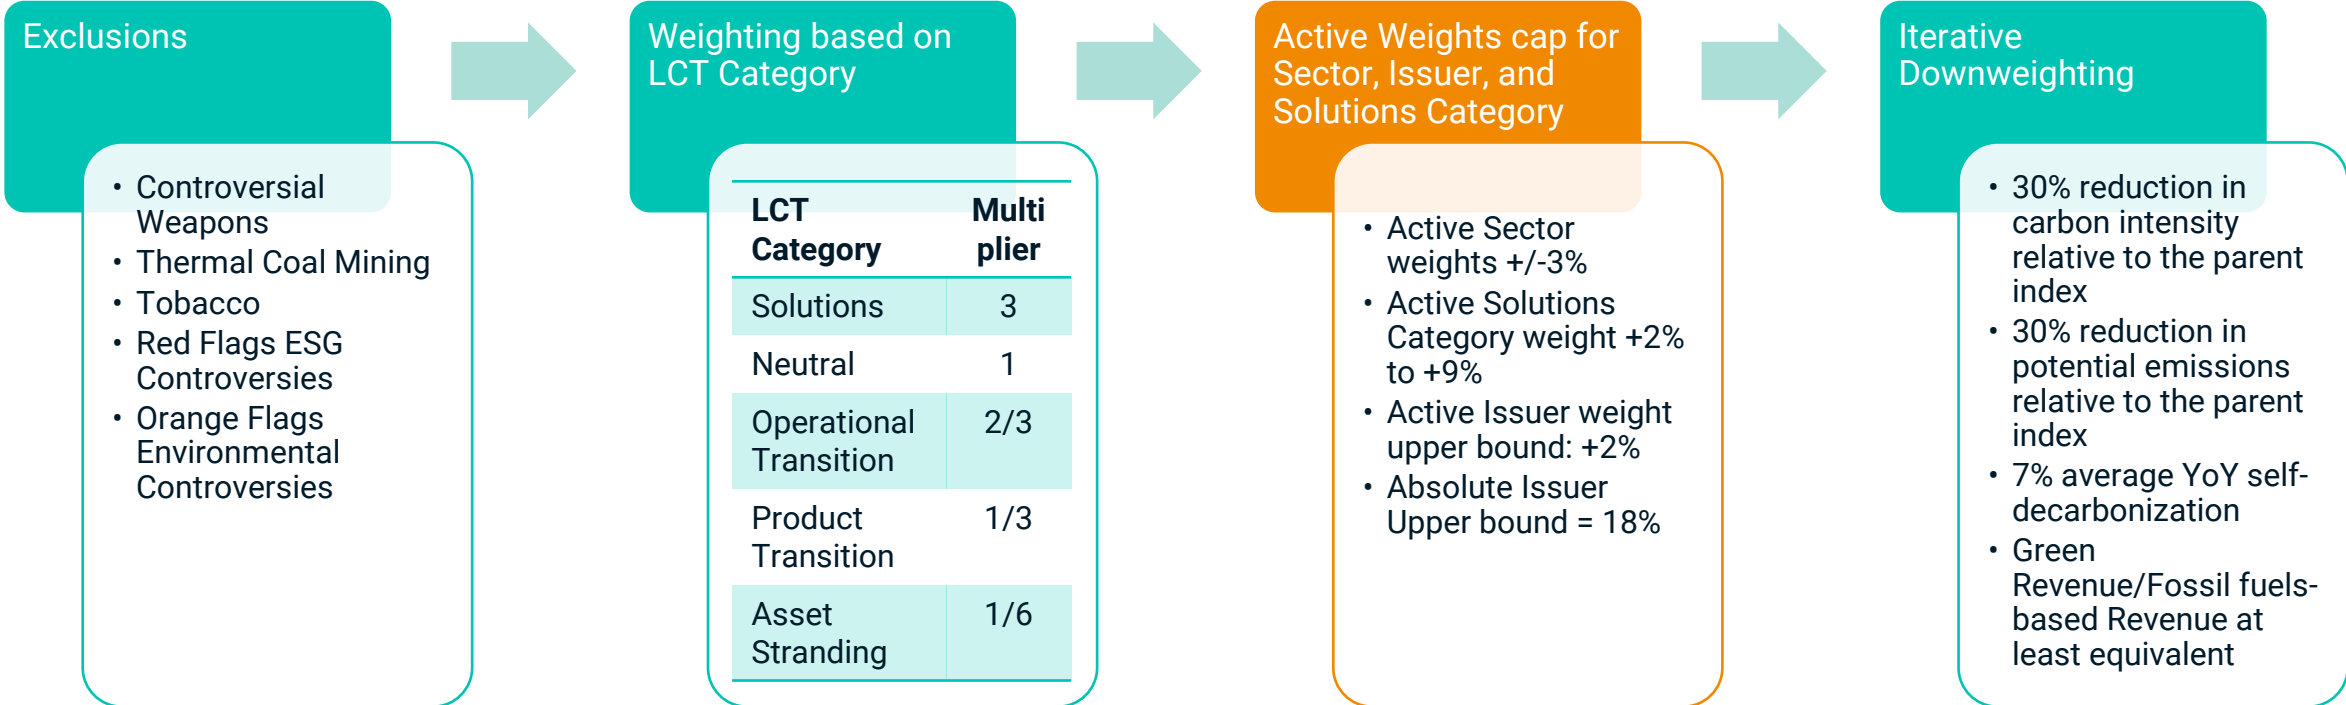 Exclusions
• Controversial
Weapons
• Thermal Coal Mining
• Tobacco
• Red Flags ESG
Controversies
• Orange Flags
Environmental
Controversies
Weighting based on
LCT Category
LCT
Category
Multi
plier
Solutions 3
Neutral 1
Operational
Transition
2/3
Product
Transition
1/3
Asset
Stranding
1/6
Active Weights cap for
Sector, Issuer, and
Solutions Category
• Active Sector
weights +/-3%
• Active Solutions
Category weight +2%
to +9%
• Active Issuer weight
upper bound: +2%
• Absolute Issuer
Upper bound = 18%
Iterative
Downweighting
• 30% reduction in
carbon intensity
relative to the parent
index
• 30% reduction in
potential emissions
relative to the parent
index
• 7% average YoY self-
decarbonization
• Green
Revenue/Fossil fuels-
based Revenue at
least equivalent